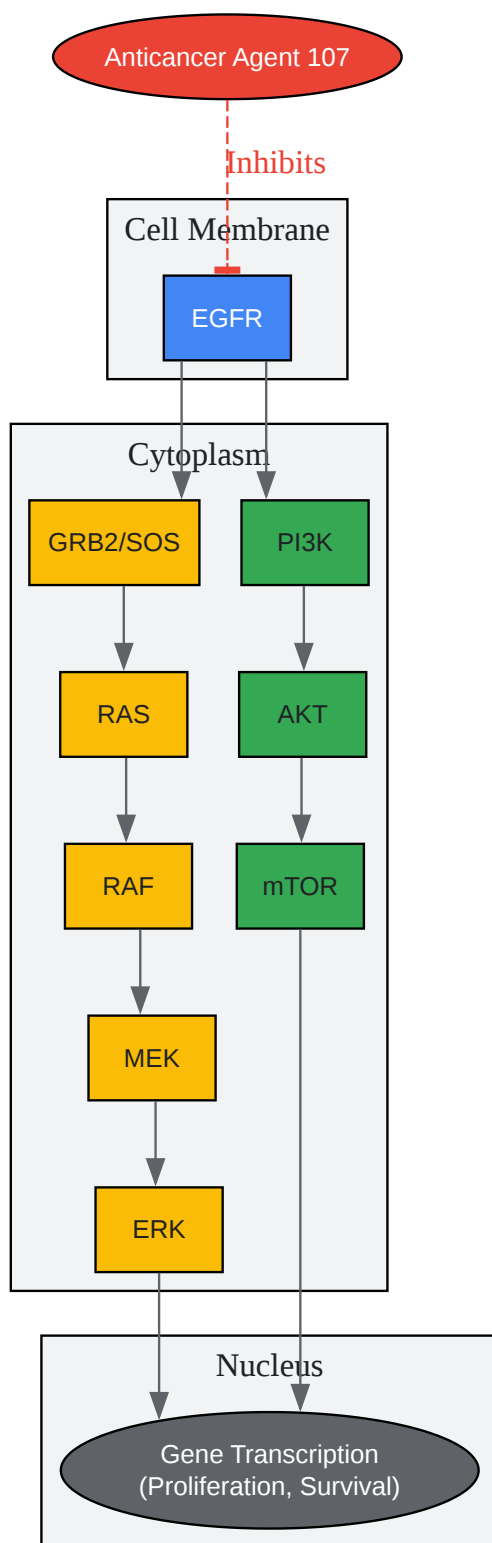 Anticancer Agent 107
Inhibits
Cell Membrane
EGFR
Cytoplasm
GRB2/SOS
PI3K
RAS
AKT
RAF
mTOR
MEK
ERK
Nucleus
Gene Transcription
(Proliferation, Survival)